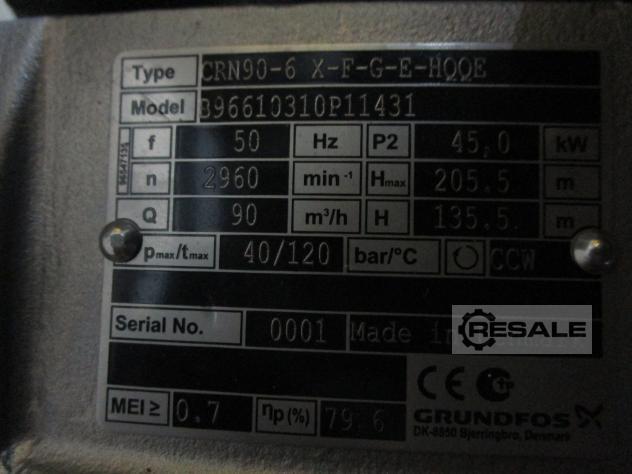 Type CRN90-6 X-F-G-E-HQQE
Model B96610310P11431
f 50 Hz P2 45,0 kW
n 2960 min⁻¹ Hmax 205.5 m
Q 90 m³/h H 135.5 m
pmax/tmax 40/120 bar/°C CCW
Serial No. 0001 Made in
RESALE
CE
MEI ≥ 0.7 ηp(%) 79.6
GRUNDFOS X
DK-8850 Bjerringbro, Denmark